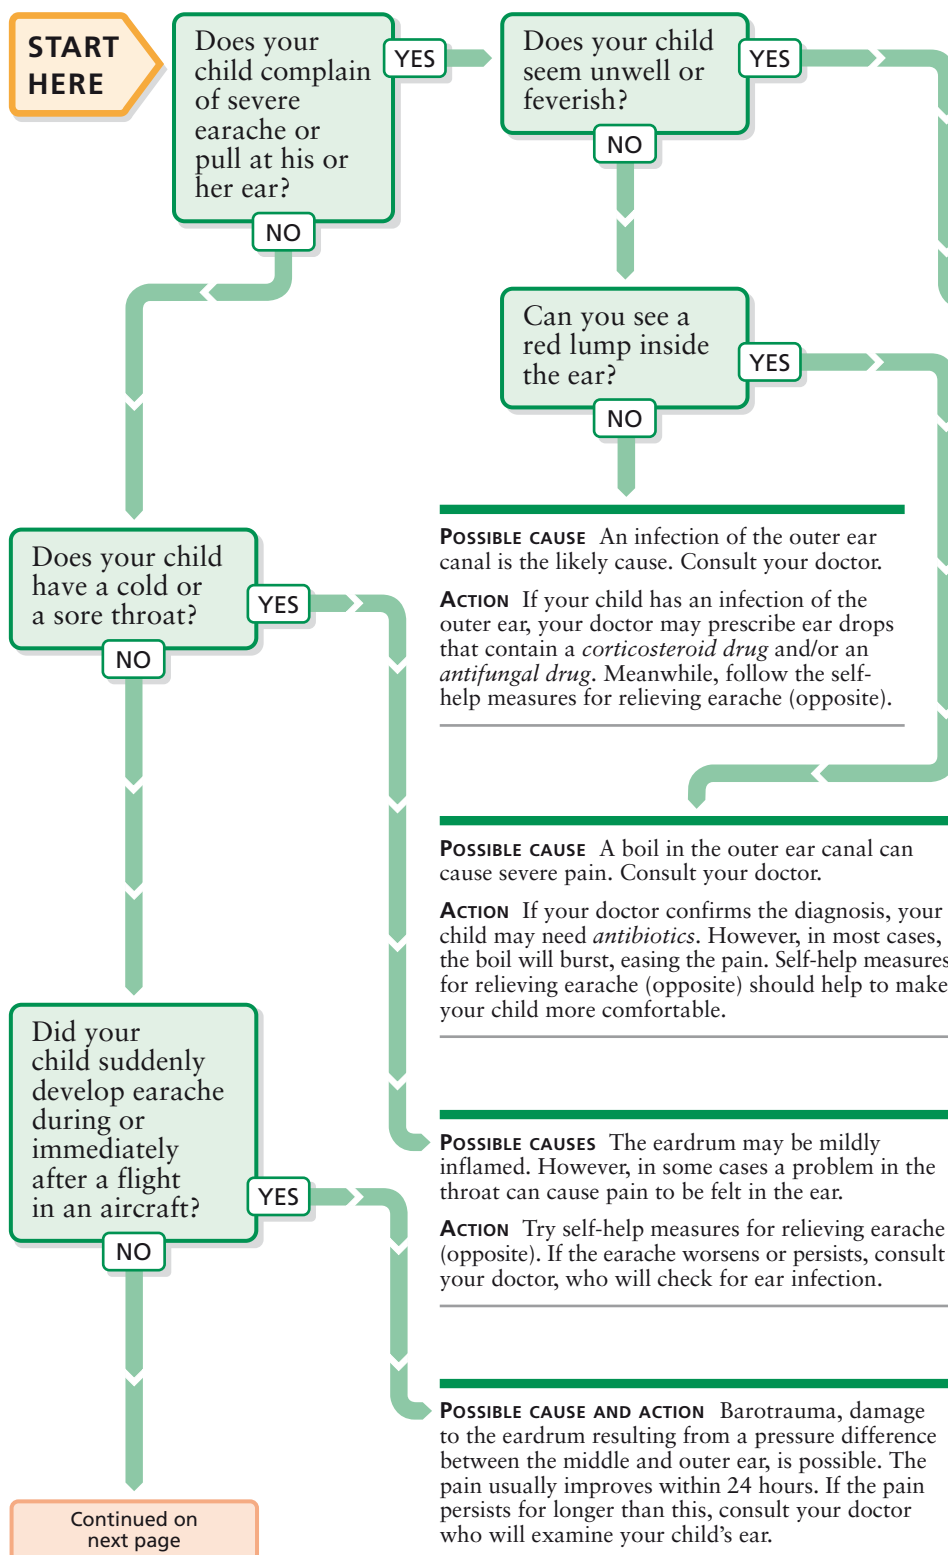 START
HERE
Does your
child complain
of severe
earache or
pull at his or
her ear?
YES
NO
Does your child
seem unwell or
feverish?
YES
NO
Can you see a
red lump inside
the ear?
YES
NO
POSSIBLE CAUSE An infection of the outer ear
canal is the likely cause. Consult your doctor.
ACTION If your child has an infection of the
outer ear, your doctor may prescribe ear drops
that contain a corticosteroid drug and/or an
antifungal drug. Meanwhile, follow the self-
help measures for relieving earache (opposite).
Does your child
have a cold or
a sore throat?
YES
NO
POSSIBLE CAUSE A boil in the outer ear canal can
cause severe pain. Consult your doctor.
ACTION If your doctor confirms the diagnosis, your
child may need antibiotics. However, in most cases,
the boil will burst, easing the pain. Self-help measures
for relieving earache (opposite) should help to make
your child more comfortable.
Did your
child suddenly
develop earache
during or
immediately
after a flight
in an aircraft?
YES
NO
POSSIBLE CAUSES The eardrum may be mildly
inflamed. However, in some cases a problem in the
throat can cause pain to be felt in the ear.
ACTION Try self-help measures for relieving earache
(opposite). If the earache worsens or persists, consult
your doctor, who will check for ear infection.
POSSIBLE CAUSE AND ACTION Barotrauma, damage
to the eardrum resulting from a pressure difference
between the middle and outer ear, is possible. The
pain usually improves within 24 hours. If the pain
persists for longer than this, consult your doctor
who will examine your child's ear.
Continued on
next page